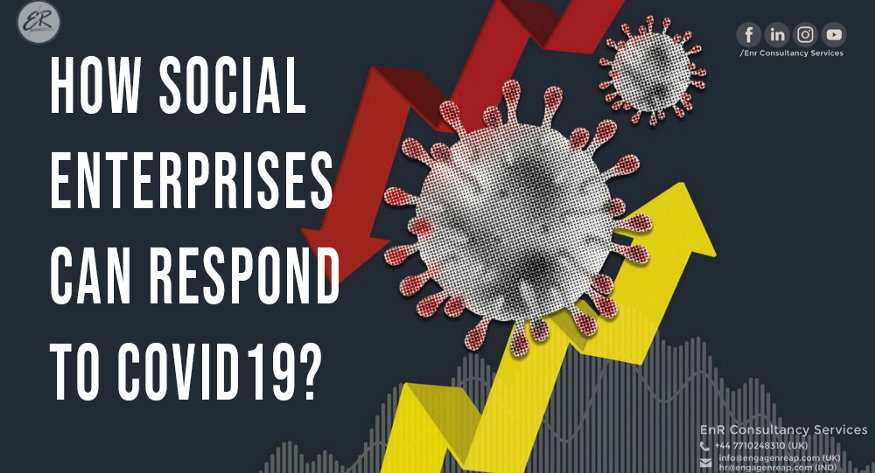 ER
/Enr Consultancy Services
HOW SOCIAL
ENTERPRISES
CAN RESPOND
TO COVID19?
EnR Consultancy Services
+44 7710248310 (UK)
info@engagenreap.com (UK)
hr@engagenreap.com (IND)